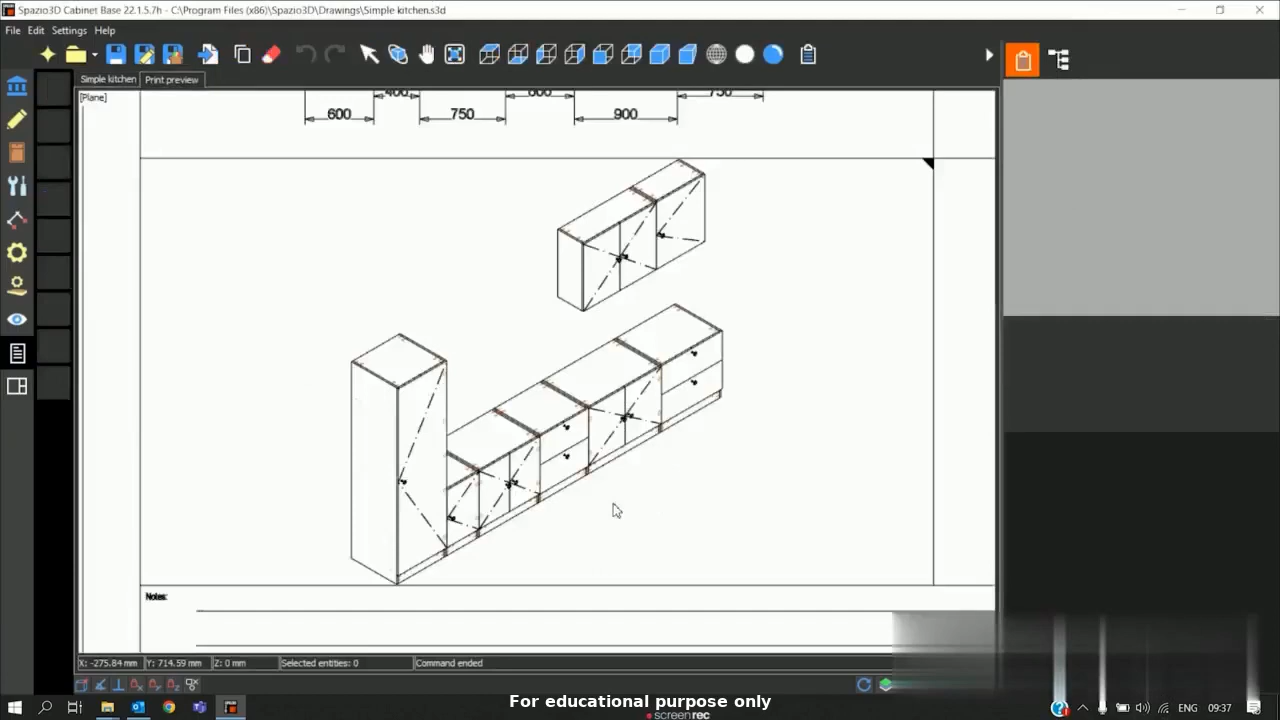 Spazio3D Cabinet Base 22.1.5.7h - C:\Program Files (x86)\Spazio3D\Drawings\Simple kitchen.s3d
File Edit Settings Help
Simple kitchen Print preview
[Plane]
400 600 750
600 750 900
Notes:
X: -275.84 mm Y: 714.59 mm Z: 0 mm Selected entities: 0 Command ended
For educational purpose only
screenrec
ENG 09:37